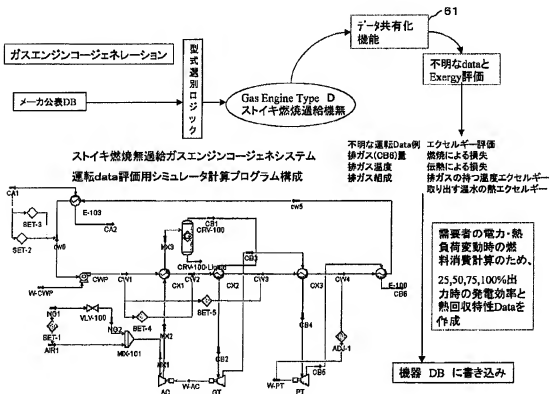 61
データ共有化
機能
ガスエンジンコージェネレーション
型式選別ロジック
不明なdataと
Exergy評価
メーカ公表DB
Gas Engine Type D
ストイキ燃焼過給機無
不明な運転Data例
排ガス(CB6)量
排ガス温度
排ガス組成
エクセルギー評価
燃焼による損失
伝熱による損失
排ガスの持つ温度エクセルギー
取り出す温水の熱エクセルギー
ストイキ燃焼無過給ガスエンジンコージェネシステム
運転data評価用シミュレータ計算プログラム構成
CA1
E-103
CA2
SET-3
SET-2
cw6
cw5
CB1
CRV-100
CRV-100-Liquid
MX3
CB3
CWP
W-CWP
CW1
CX1
CW2
CX2
CW3
CX3
CW4
E-100
CB6
SET-4
SET-5
NG1
VLV-100
NG2
SET-1
AIR1
MIX-101
MX1
MX2
CB2
CB4
CB5
ADJ-1
AC
W-AC
GT
W-PT
PT
需要者の電力・熱
負荷変動時の燃
料消費計算のため、
25,50,75,100%出
力時の発電効率と
熱回収特性Dataを
作成
機器 DB に書き込み